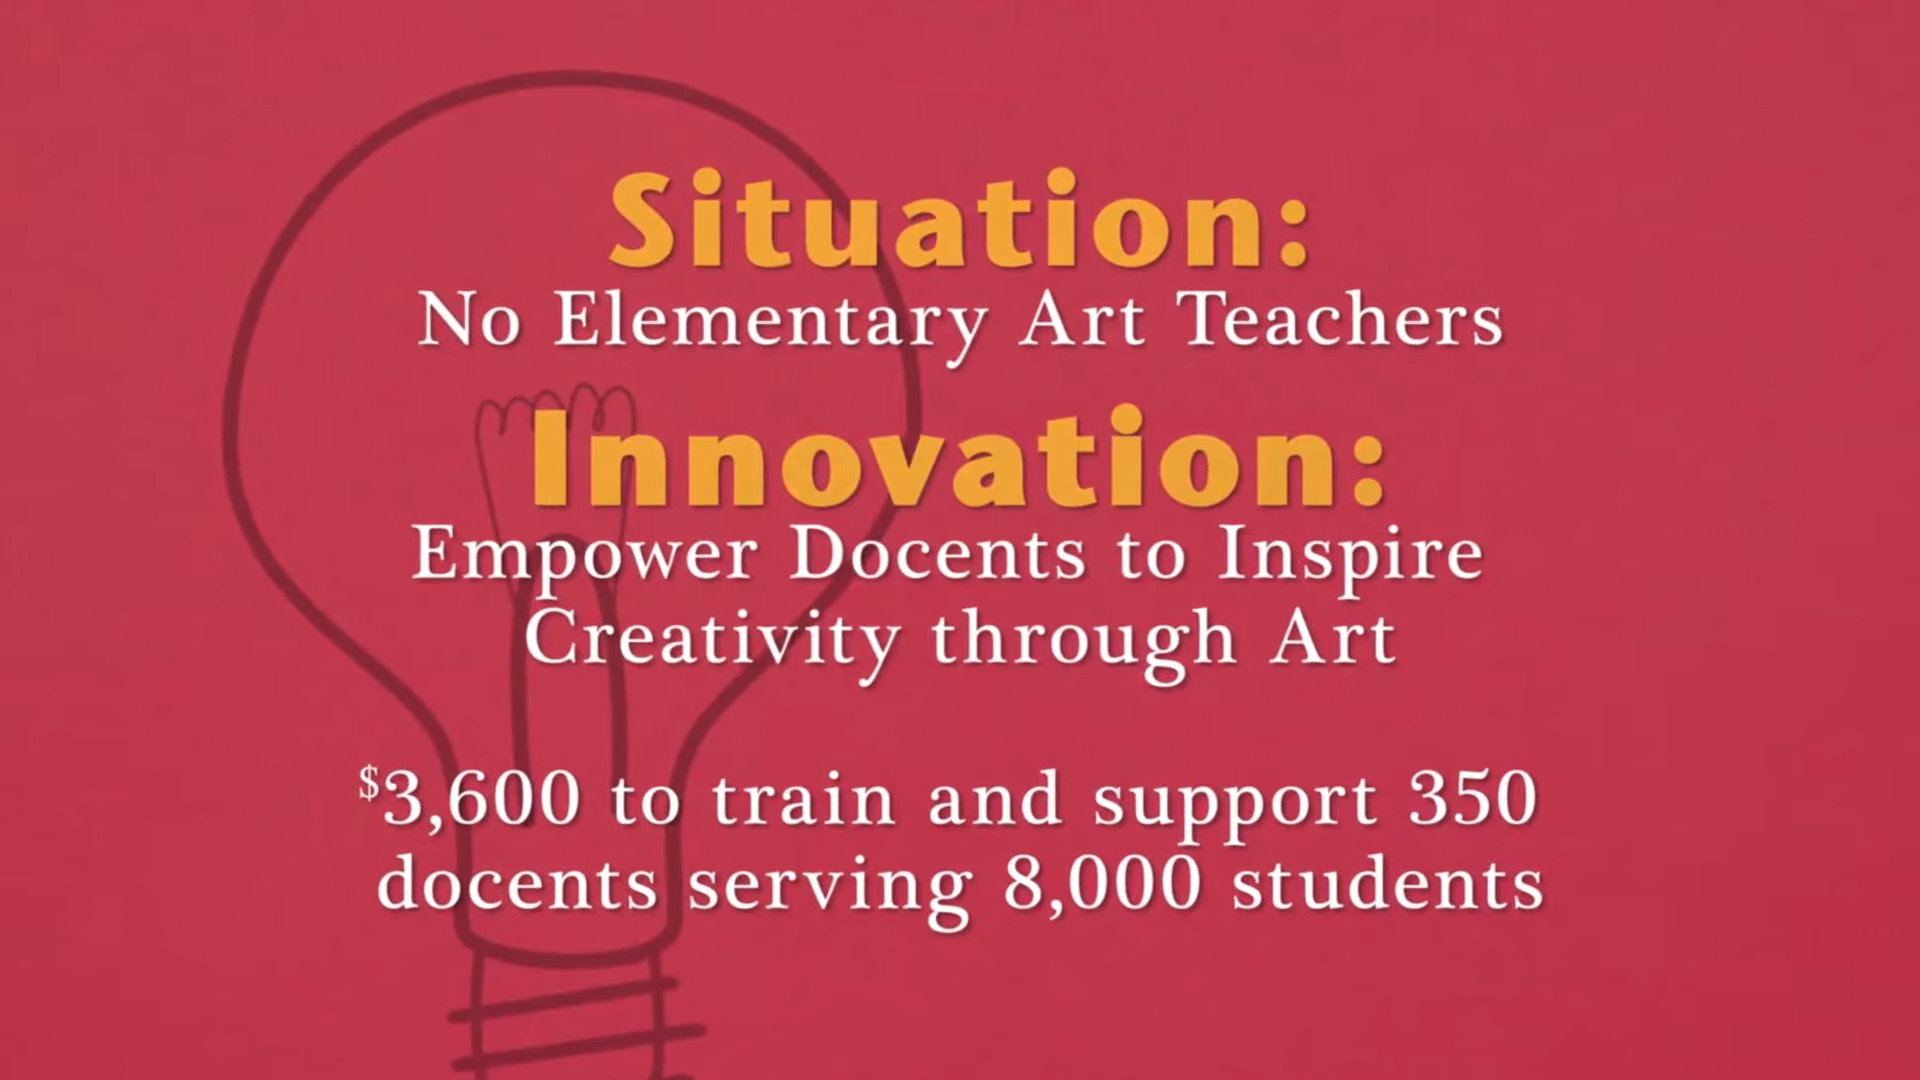 Situation:
No Elementary Art Teachers
Innovation:
Empower Docents to Inspire
Creativity through Art
$3,600 to train and support 350
docents serving 8,000 students